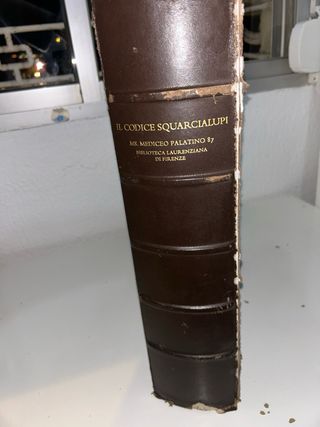 IL CODICE SQUARCIALUPI
MS. MEDICEO PALATINO 87
BIBLIOTECA LAURENZIANA
DI FIRENZE